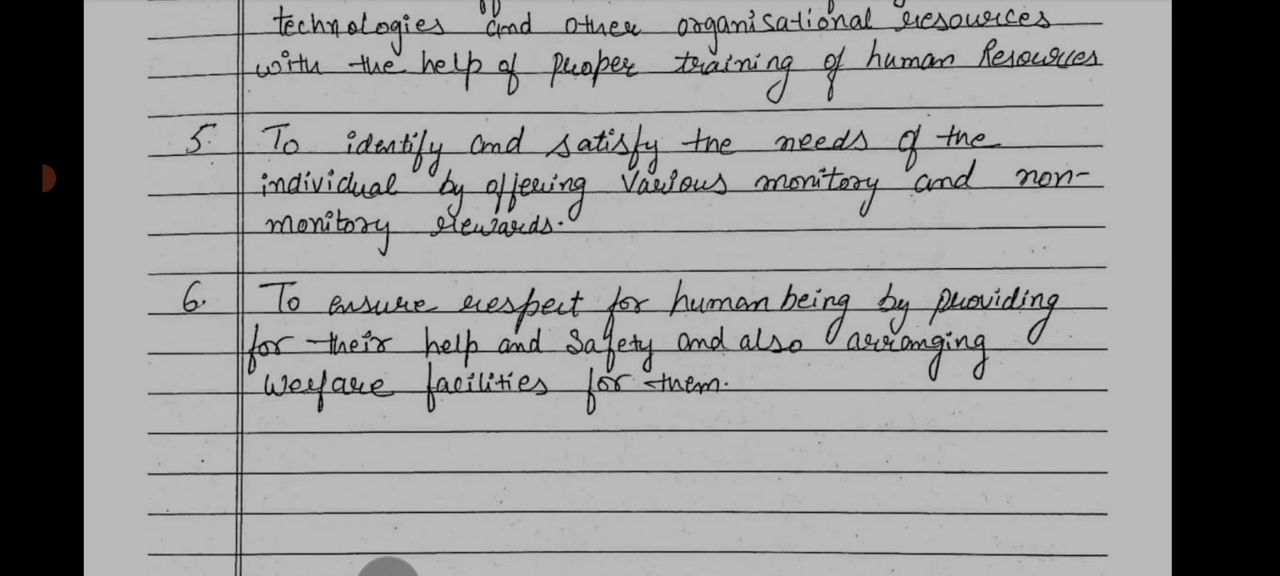 technologies and other organisational resources
with the help of proper training of human Resources
5. To identify and satisfy the needs of the
individual by offering Various monitory and non-
monitory rewards.
6. To ensure respect for human being by providing
for their help and Safety and also arranging
Welfare facilities for them.